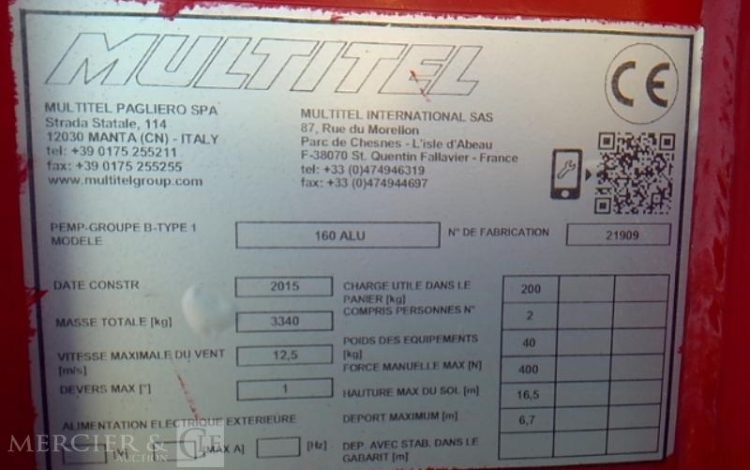 MULTITEL
CE
MULTITEL PAGLIERO SPA
Strada Statale, 114
12030 MANTA (CN) - ITALY
tel: +39 0175 255211
fax: +39 0175 255255
www.multitelgroup.com
MULTITEL INTERNATIONAL SAS
87, Rue du Morellon
Parc de Chesnes - L'isle d'Abeau
F-38070 St. Quentin Fallavier - France
tel: +33 (0)474946319
fax: +33 (0)474944697
PEMP-GROUPE B-TYPE 1
MODELE
160 ALU
N° DE FABRICATION
21909
DATE CONSTR
2015
MASSE TOTALE [kg]
3340
VITESSE MAXIMALE DU VENT
[m/s]
12,5
DEVERS MAX [°]
1
ALIMENTATION ELECTRIQUE EXTERIEURE
[V]
[MAX A]
[Hz]
CHARGE UTILE DANS LE
PANIER [kg]
200
COMPRIS PERSONNES N°
2
POIDS DES EQUIPEMENTS
[kg]
40
FORCE MANUELLE MAX [N]
400
HAUTURE MAX DU SOL [m]
16,5
DEPORT MAXIMUM [m]
6,7
DEP. AVEC STAB. DANS LE
GABARIT [m]
MERCIER & CIE
AUCTION